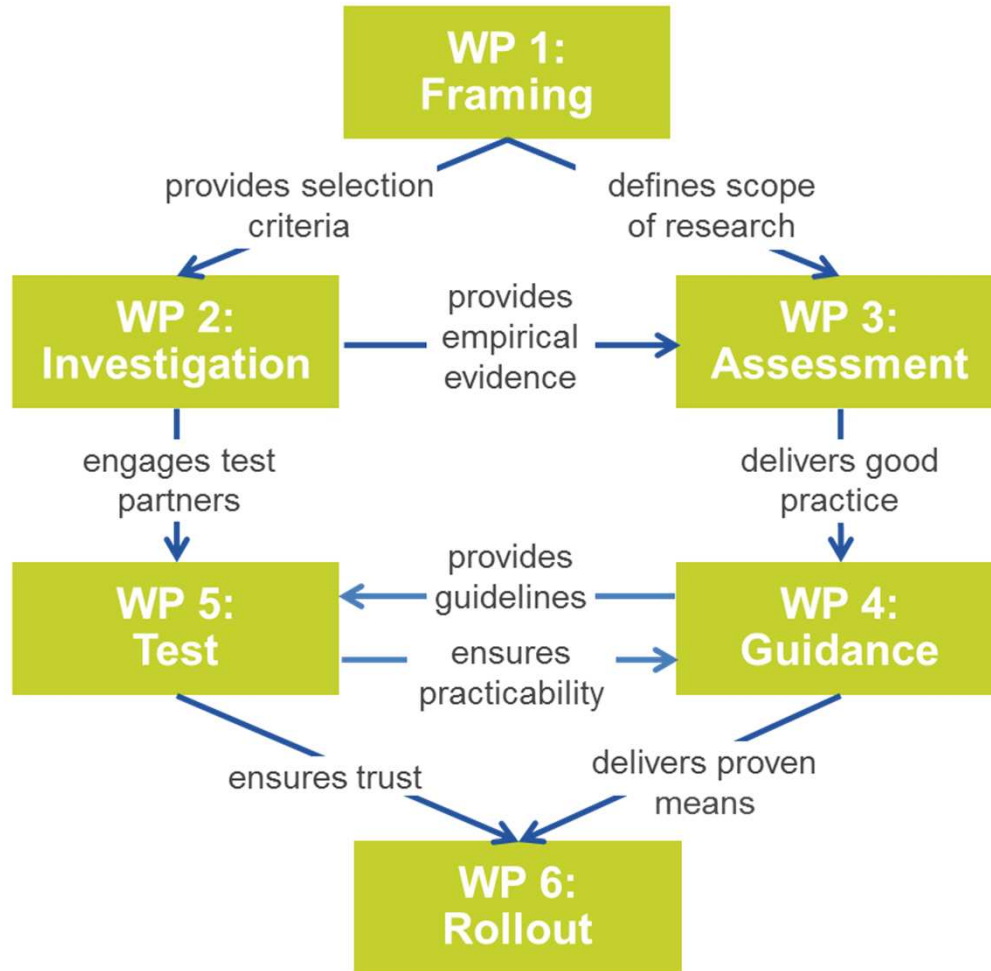 WP 1:
Framing
provides selection
criteria
defines scope
of research
WP 2:
Investigation
provides
empirical
evidence
WP 3:
Assessment
engages test
partners
delivers good
practice
WP 5:
Test
provides
guidelines
ensures
practicability
WP 4:
Guidance
ensures trust
delivers proven
means
WP 6:
Rollout